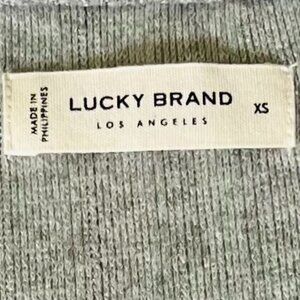 MADE IN
PHILIPPINES
LUCKY BRAND
LOS ANGELES
XS